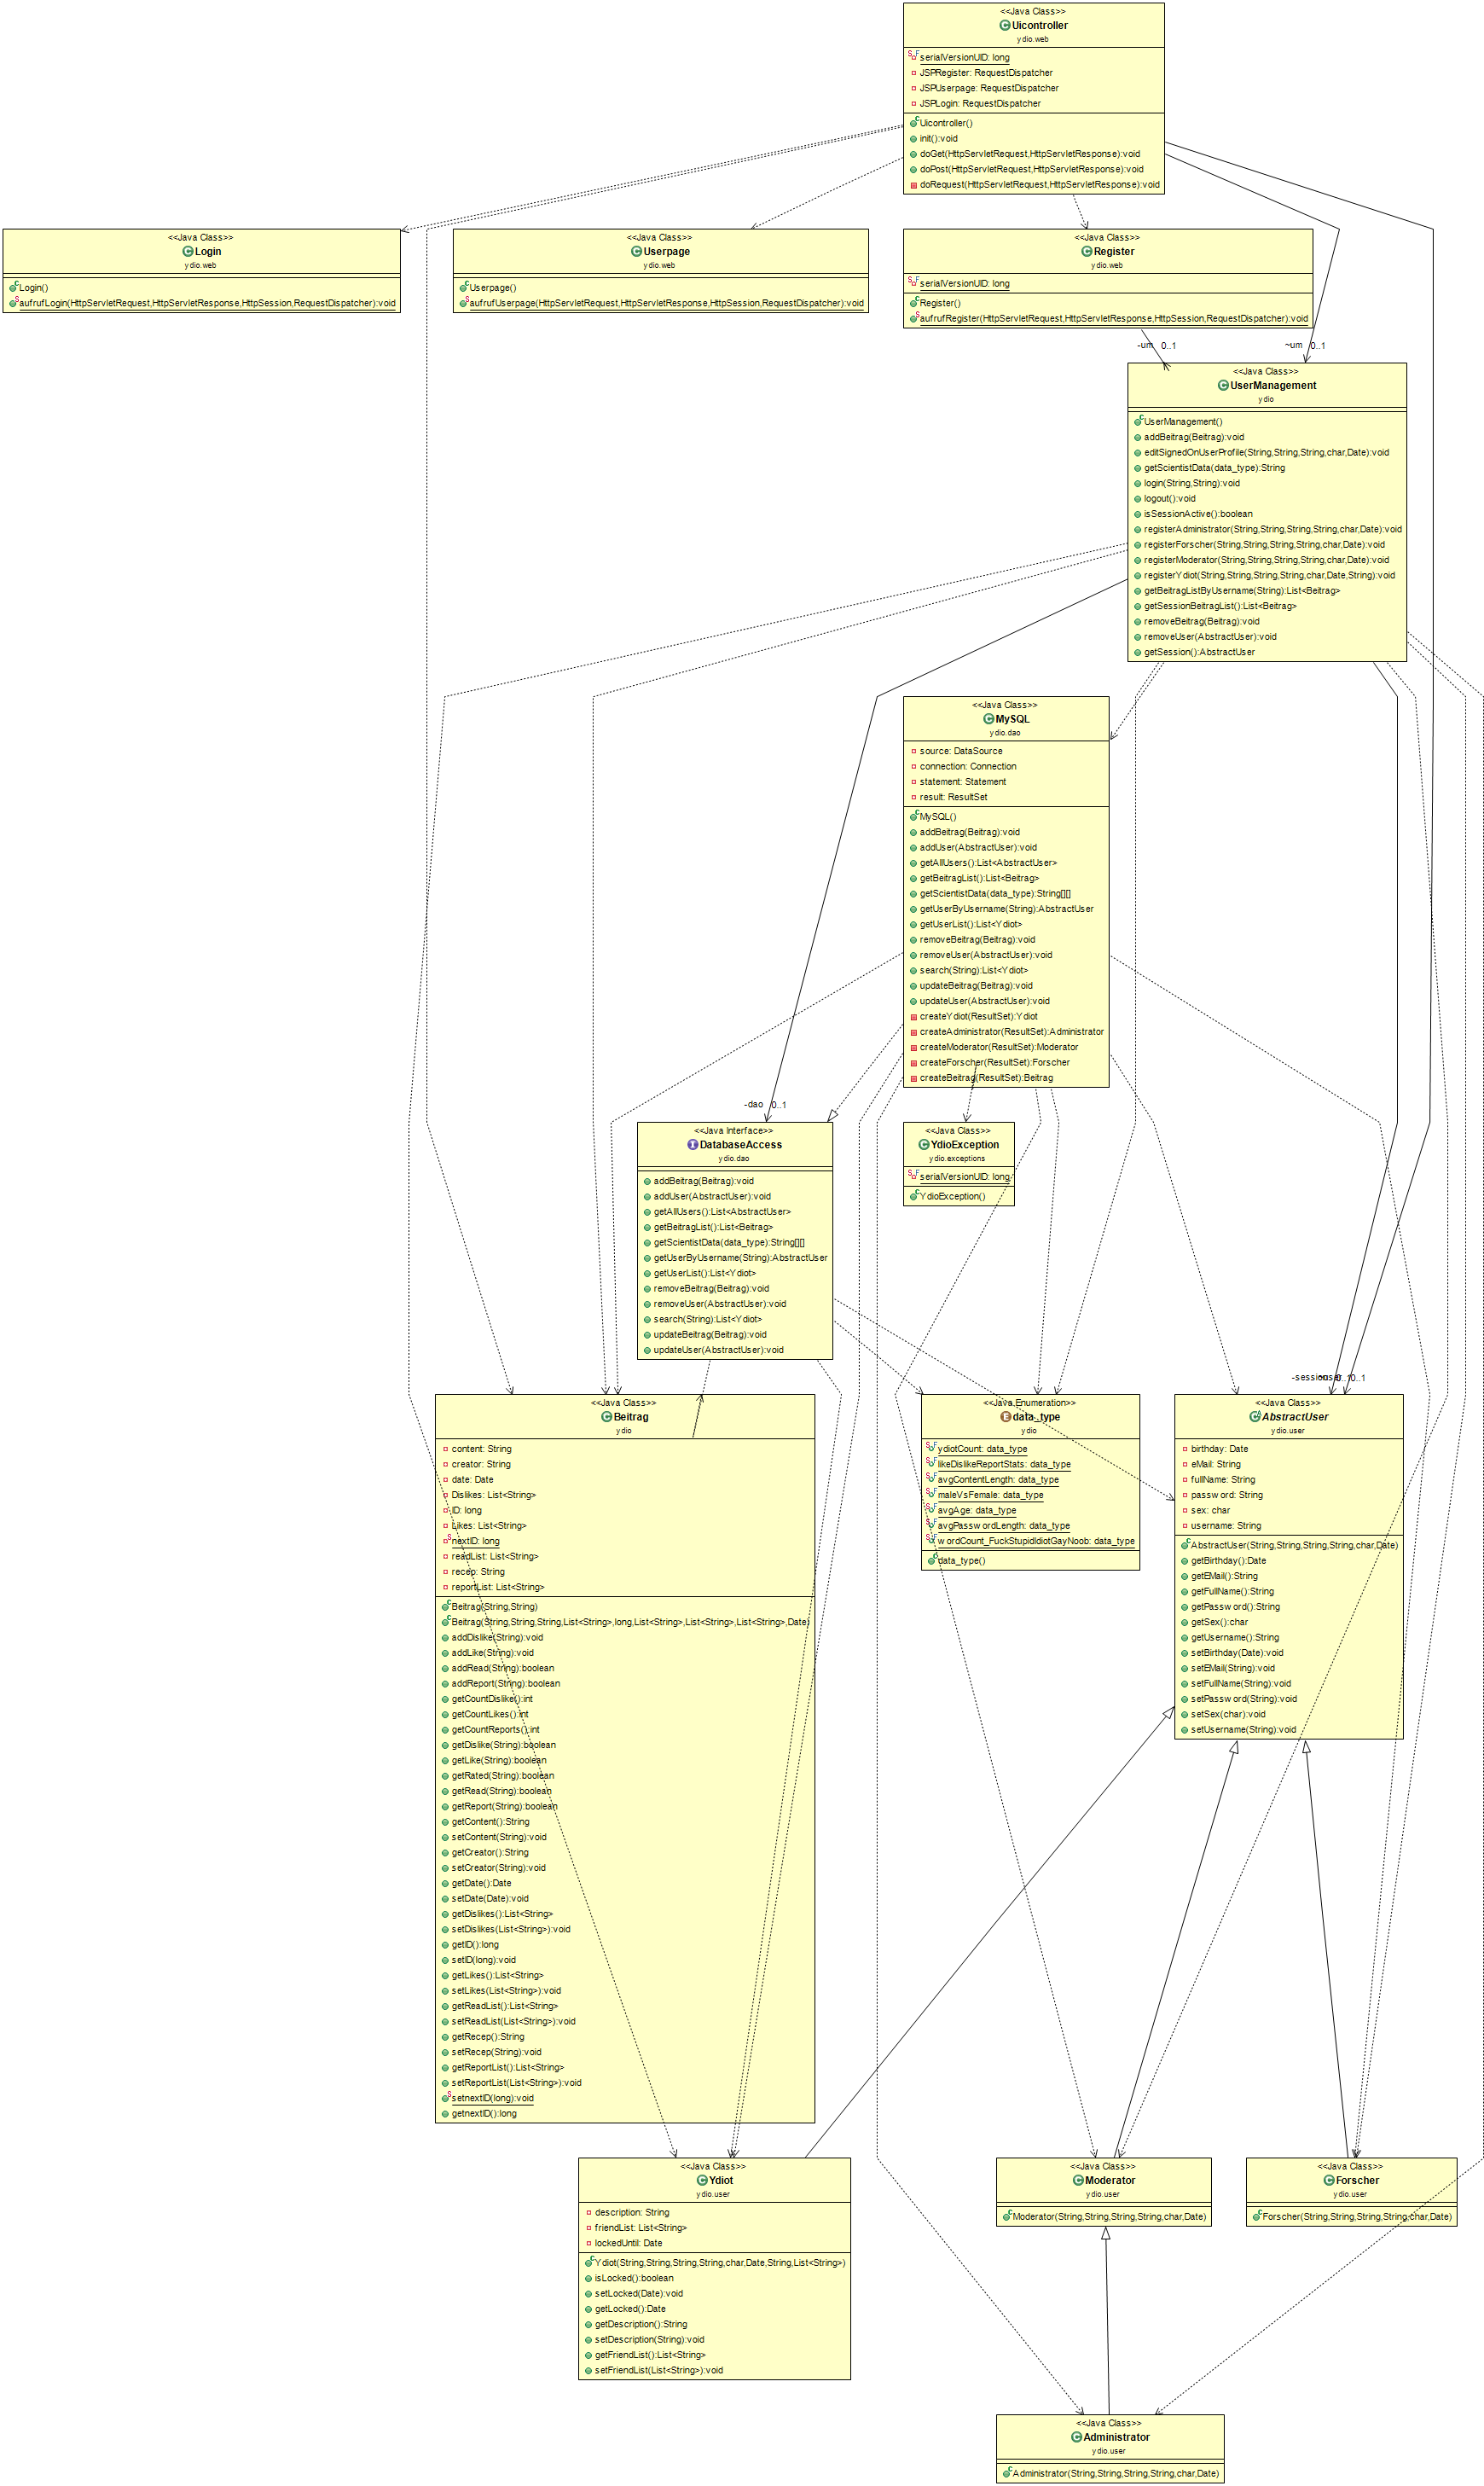 <<Java Class>>
Uicontroller
ydio.web
serialVersionUID: long
JSPRegister: RequestDispatcher
JSPUserpage: RequestDispatcher
JSPLogin: RequestDispatcher
Uicontroller()
init():void
doGet(HttpServletRequest,HttpServletResponse):void
doPost(HttpServletRequest,HttpServletResponse):void
doRequest(HttpServletRequest,HttpServletResponse):void
<<Java Class>>
Login
ydio.web
Login()
aufrufLogin(HttpServletRequest,HttpServletResponse,HttpSession,RequestDispatcher):void
<<Java Class>>
Userpage
ydio.web
Userpage()
aufrufUserpage(HttpServletRequest,HttpServletResponse,HttpSession,RequestDispatcher):void
<<Java Class>>
Register
ydio.web
serialVersionUID: long
Register()
aufrufRegister(HttpServletRequest,HttpServletResponse,HttpSession,RequestDispatcher):void
-um 0..1
~um 0..1
<<Java Class>>
UserManagement
ydio
UserManagement()
addBeitrag(Beitrag):void
editSignedOnUserProfile(String,String,String,char,Date):void
getScientistData(data_type):String
login(String,String):void
logout():void
isSessionActive():boolean
registerAdministrator(String,String,String,String,char,Date):void
registerForscher(String,String,String,String,char,Date):void
registerModerator(String,String,String,String,char,Date):void
registerYdiot(String,String,String,String,char,Date,String):void
getBeitragListByUsername(String):List<Beitrag>
getSessionBeitragList():List<Beitrag>
removeBeitrag(Beitrag):void
removeUser(AbstractUser):void
getSession():AbstractUser
<<Java Class>>
MySQL
ydio.dao
source: DataSource
connection: Connection
statement: Statement
result: ResultSet
MySQL()
addBeitrag(Beitrag):void
addUser(AbstractUser):void
getAllUsers():List<AbstractUser>
getBeitragList():List<Beitrag>
getScientistData(data_type):String[][]
getUserByUsername(String):AbstractUser
getUserList():List<Ydiot>
removeBeitrag(Beitrag):void
removeUser(AbstractUser):void
search(String):List<Ydiot>
updateBeitrag(Beitrag):void
updateUser(AbstractUser):void
createYdiot(ResultSet):Ydiot
createAdministrator(ResultSet):Administrator
createModerator(ResultSet):Moderator
createForscher(ResultSet):Forscher
createBeitrag(ResultSet):Beitrag
-dao 0..1
<<Java Interface>>
DatabaseAccess
ydio.dao
addBeitrag(Beitrag):void
addUser(AbstractUser):void
getAllUsers():List<AbstractUser>
getBeitragList():List<Beitrag>
getScientistData(data_type):String[][]
getUserByUsername(String):AbstractUser
getUserList():List<Ydiot>
removeBeitrag(Beitrag):void
removeUser(AbstractUser):void
search(String):List<Ydiot>
updateBeitrag(Beitrag):void
updateUser(AbstractUser):void
<<Java Class>>
YdioException
ydio.exceptions
serialVersionUID: long
YdioException()
<<Java Class>>
Beitrag
ydio
content: String
creator: String
date: Date
Dislikes: List<String>
ID: long
Likes: List<String>
nextID: long
readList: List<String>
recep: String
reportList: List<String>
Beitrag(String,String)
Beitrag(String,String,String,List<String>,long,List<String>,List<String>,List<String>,Date)
addDislike(String):void
addLike(String):void
addRead(String):boolean
addReport(String):boolean
getCountDislike():int
getCountLikes():int
getCountReports():int
getDislike(String):boolean
getLike(String):boolean
getRated(String):boolean
getRead(String):boolean
getReport(String):boolean
getContent():String
setContent(String):void
getCreator():String
setCreator(String):void
getDate():Date
setDate(Date):void
getDislikes():List<String>
setDislikes(List<String>):void
getID():long
setID(long):void
getLikes():List<String>
setLikes(List<String>):void
getReadList():List<String>
setReadList(List<String>):void
getRecep():String
setRecep(String):void
getReportList():List<String>
setReportList(List<String>):void
setnextID(long):void
getnextID():long
<<Java Enumeration>>
data_type
ydio
ydiotCount: data_type
likeDislikeReportStats: data_type
avgContentLength: data_type
maleVsFemale: data_type
avgAge: data_type
avgPasswordLength: data_type
wordCount_FuckStupidIdiotGayNoob: data_type
data_type()
0..1
<<Java Class>>
AbstractUser
ydio.user
birthday: Date
eMail: String
fullName: String
password: String
sex: char
username: String
AbstractUser(String,String,String,String,char,Date)
getBirthday():Date
getEMail():String
getFullName():String
getPassword():String
getSex():char
getUsername():String
setBirthday(Date):void
setEMail(String):void
setFullName(String):void
setPassword(String):void
setSex(char):void
setUsername(String):void
<<Java Class>>
Ydiot
ydio.user
description: String
friendList: List<String>
lockedUntil: Date
Ydiot(String,String,String,String,char,Date,String,List<String>)
isLocked():boolean
setLocked(Date):void
getLocked():Date
getDescription():String
setDescription(String):void
getFriendList():List<String>
setFriendList(List<String>):void
<<Java Class>>
Moderator
ydio.user
Moderator(String,String,String,String,char,Date)
<<Java Class>>
Forscher
ydio.user
Forscher(String,String,String,String,char,Date)
<<Java Class>>
Administrator
ydio.user
Administrator(String,String,String,String,char,Date)